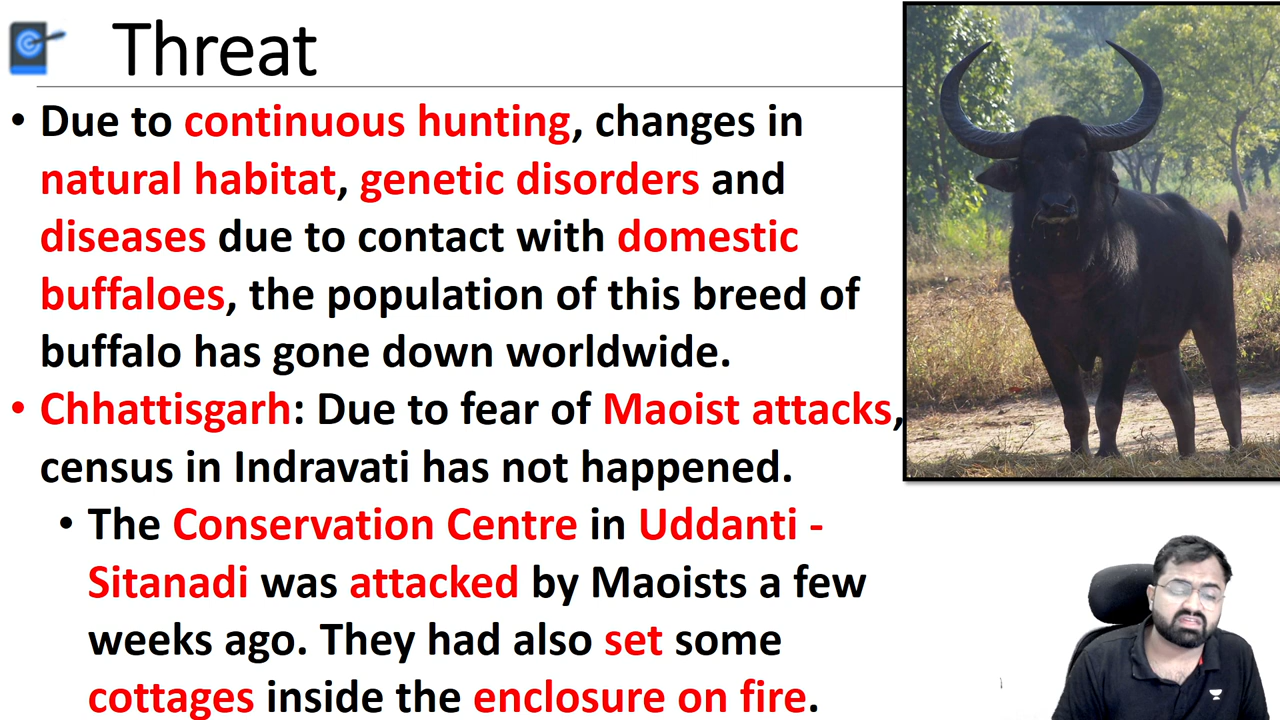 Threat
• Due to continuous hunting, changes in
natural habitat, genetic disorders and
diseases due to contact with domestic
buffaloes, the population of this breed of
buffalo has gone down worldwide.
• Chhattisgarh: Due to fear of Maoist attacks,
census in Indravati has not happened.
• The Conservation Centre in Uddanti -
Sitanadi was attacked by Maoists a few
weeks ago. They had also set some
cottages inside the enclosure on fire.